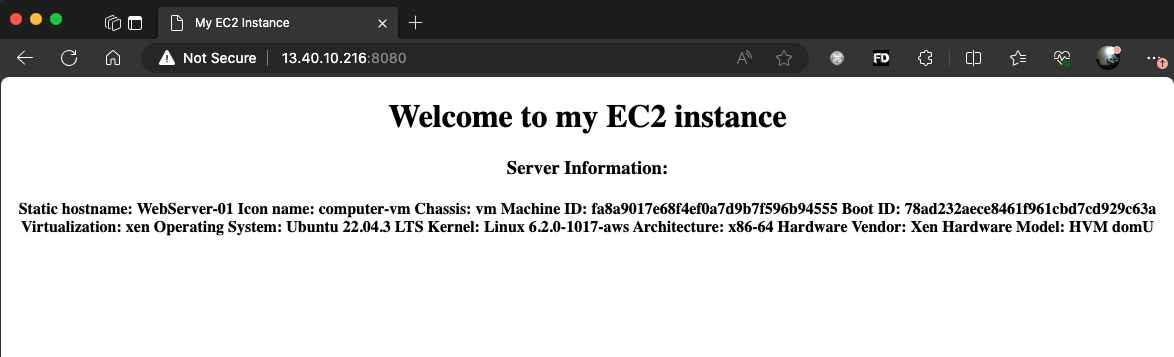 My EC2 Instance
Not Secure 13.40.10.216:8080
FD
Welcome to my EC2 instance
Server Information:
Static hostname: WebServer-01 Icon name: computer-vm Chassis: vm Machine ID: fa8a9017e68f4ef0a7d9b7f596b94555 Boot ID: 78ad232aece8461f961cbd7cd929c63a
Virtualization: xen Operating System: Ubuntu 22.04.3 LTS Kernel: Linux 6.2.0-1017-aws Architecture: x86-64 Hardware Vendor: Xen Hardware Model: HVM domU